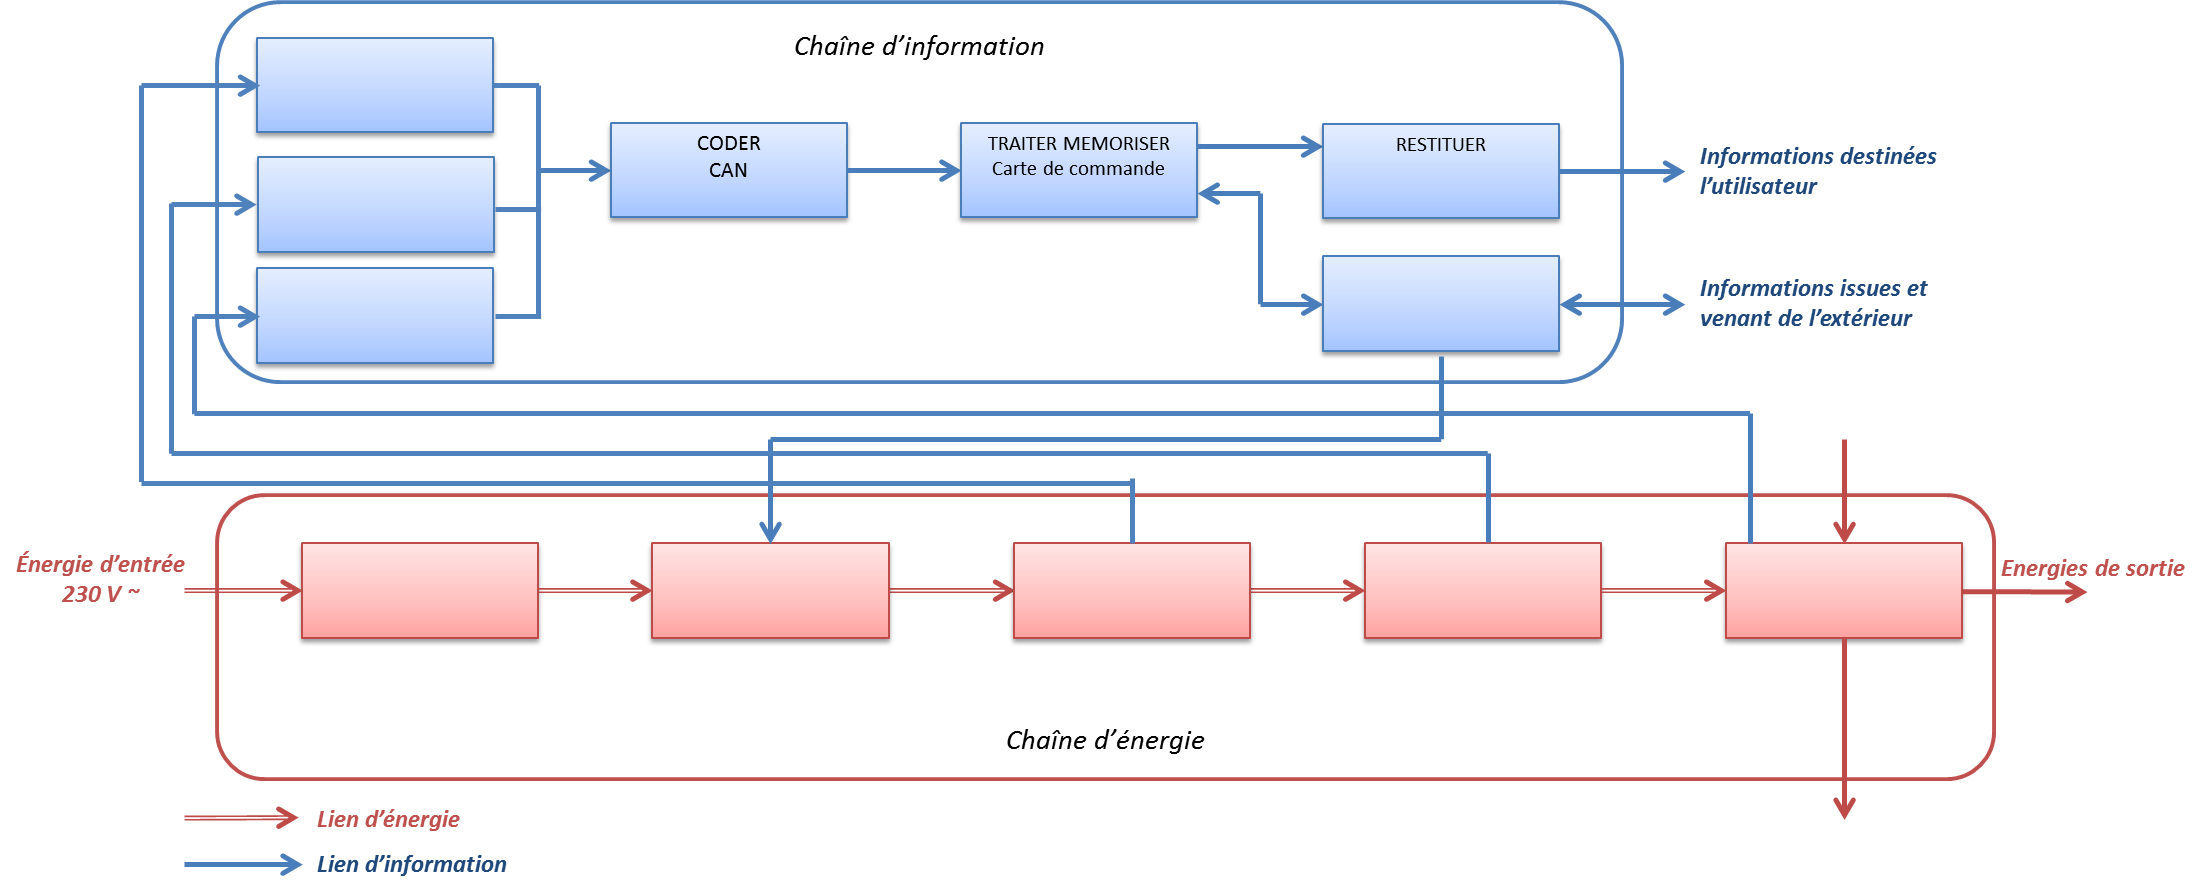 Chaîne d’information
CODER
CAN
TRAITER MEMORISER
Carte de commande
RESTITUER
Informations destinées
l’utilisateur
Informations issues et
venant de l’extérieur
Énergie d’entrée
230 V ~
Energies de sortie
Chaîne d’énergie
Lien d’énergie
Lien d’information